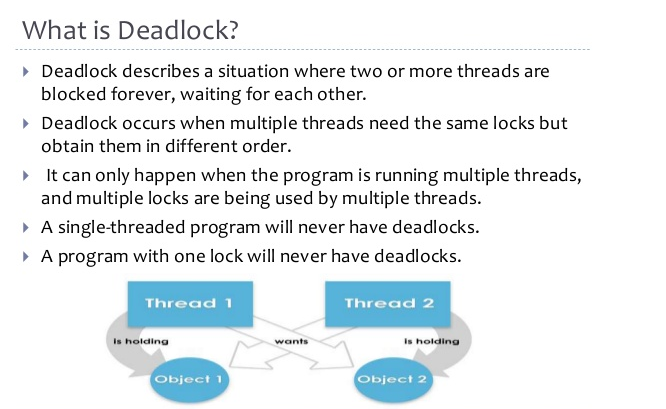 What is Deadlock?
Deadlock describes a situation where two or more threads are
blocked forever, waiting for each other.
Deadlock occurs when multiple threads need the same locks but
obtain them in different order.
It can only happen when the program is running multiple threads,
and multiple locks are being used by multiple threads.
A single-threaded program will never have deadlocks.
A program with one lock will never have deadlocks.
Thread 1
Thread 2
is holding
wants
is holding
Object 1
Object 2